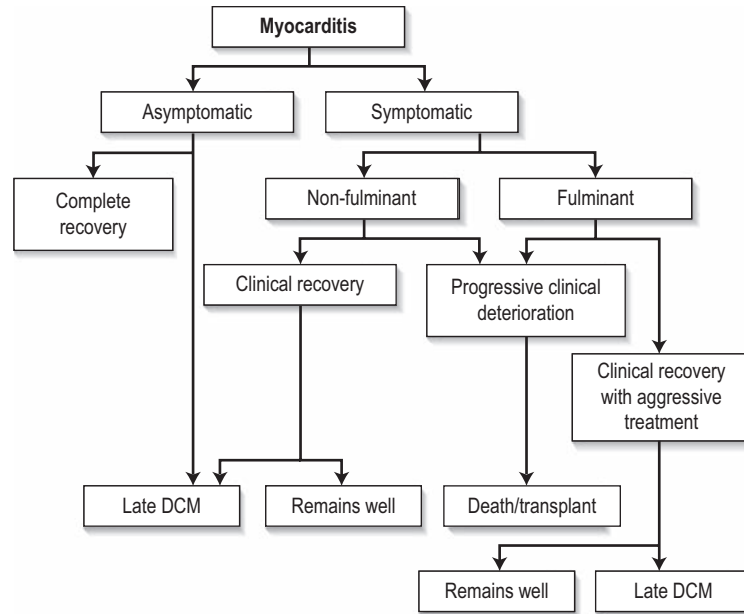 Myocarditis
Asymptomatic
Symptomatic
Complete
recovery
Non-fulminant
Fulminant
Clinical recovery
Progressive clinical
deterioration
Clinical recovery
with aggressive
treatment
Late DCM
Remains well
Death/transplant
Remains well
Late DCM